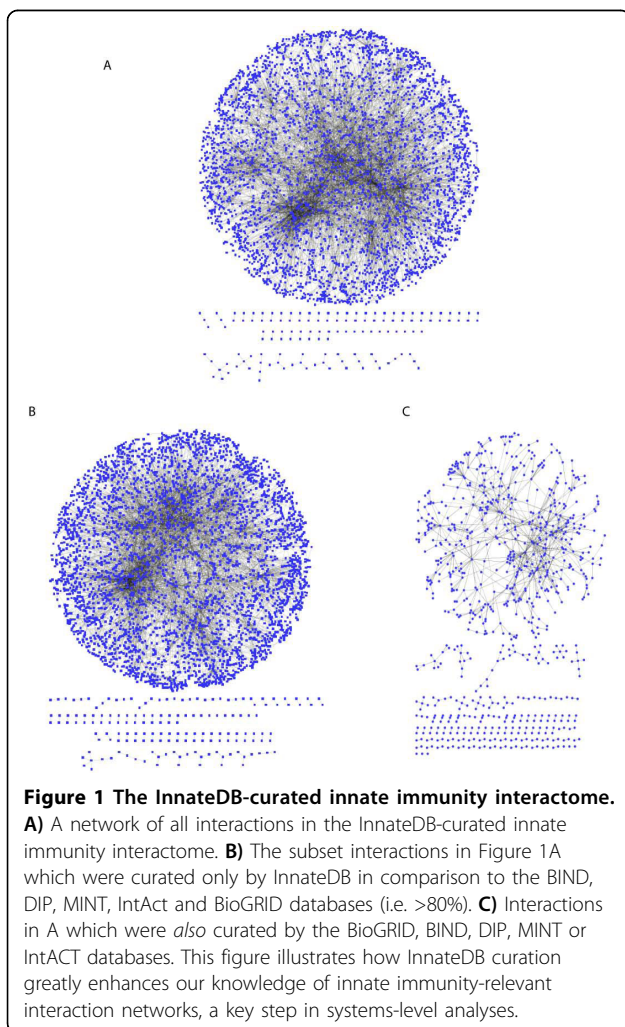 A
B
C
Figure 1 The InnateDB-curated innate immunity interactome.
A) A network of all interactions in the InnateDB-curated innate
immunity interactome. B) The subset interactions in Figure 1A
which were curated only by InnateDB in comparison to the BIND,
DIP, MINT, IntAct and BioGRID databases (i.e. >80%). C) Interactions
in A which were also curated by the BioGRID, BIND, DIP, MINT or
IntACT databases. This figure illustrates how InnateDB curation
greatly enhances our knowledge of innate immunity-relevant
interaction networks, a key step in systems-level analyses.